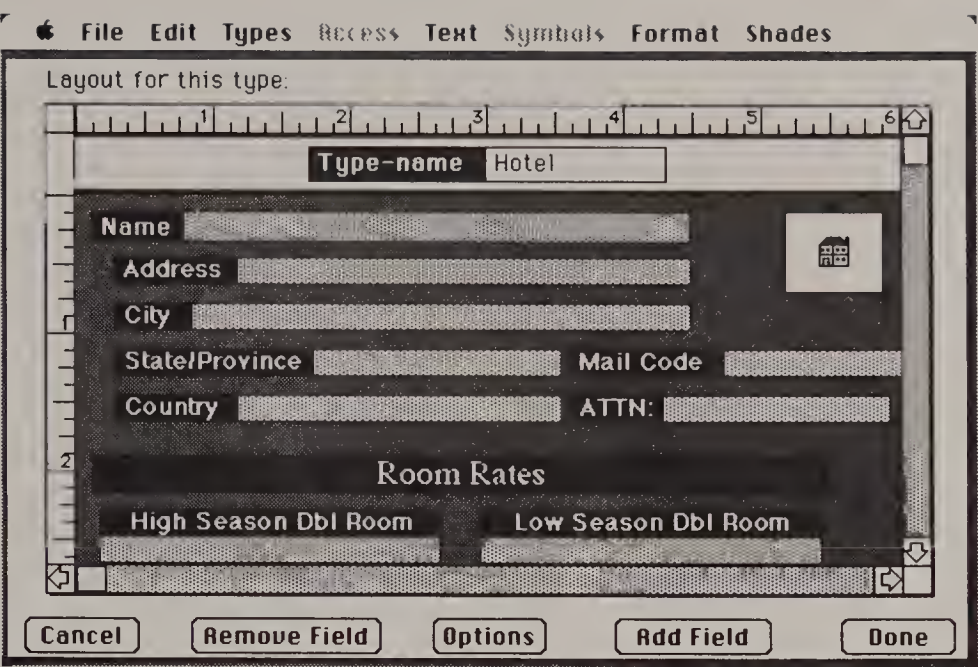 File Edit Types Access Text Symbols Format Shades
Layout for this type:
1 2 3 4 5 6
Type-name Hotel
Name
Address
City
State/Province Mail Code
Country ATTN:
2
Room Rates
High Season Dbl Room Low Season Dbl Room
Cancel Remove Field Options Add Field Done